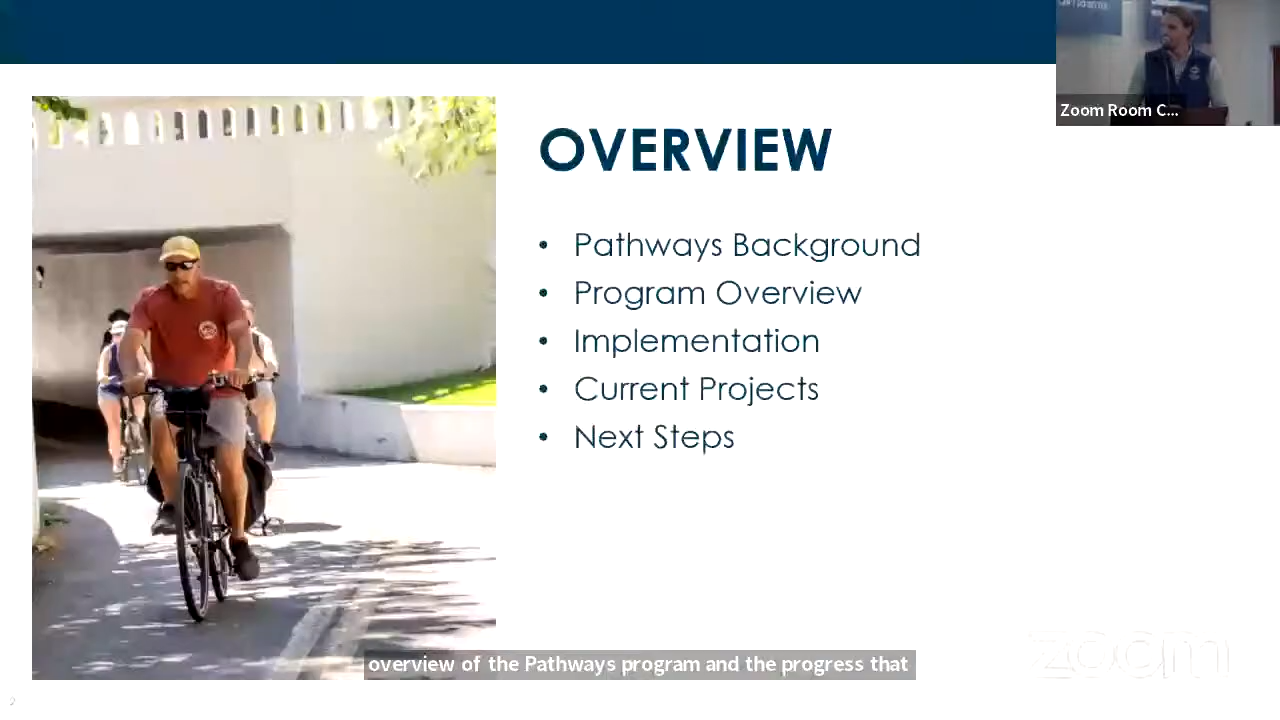 Zoom Room C...
OVERVIEW
• Pathways Background
• Program Overview
• Implementation
• Current Projects
• Next Steps
overview of the Pathways program and the progress that
zoom